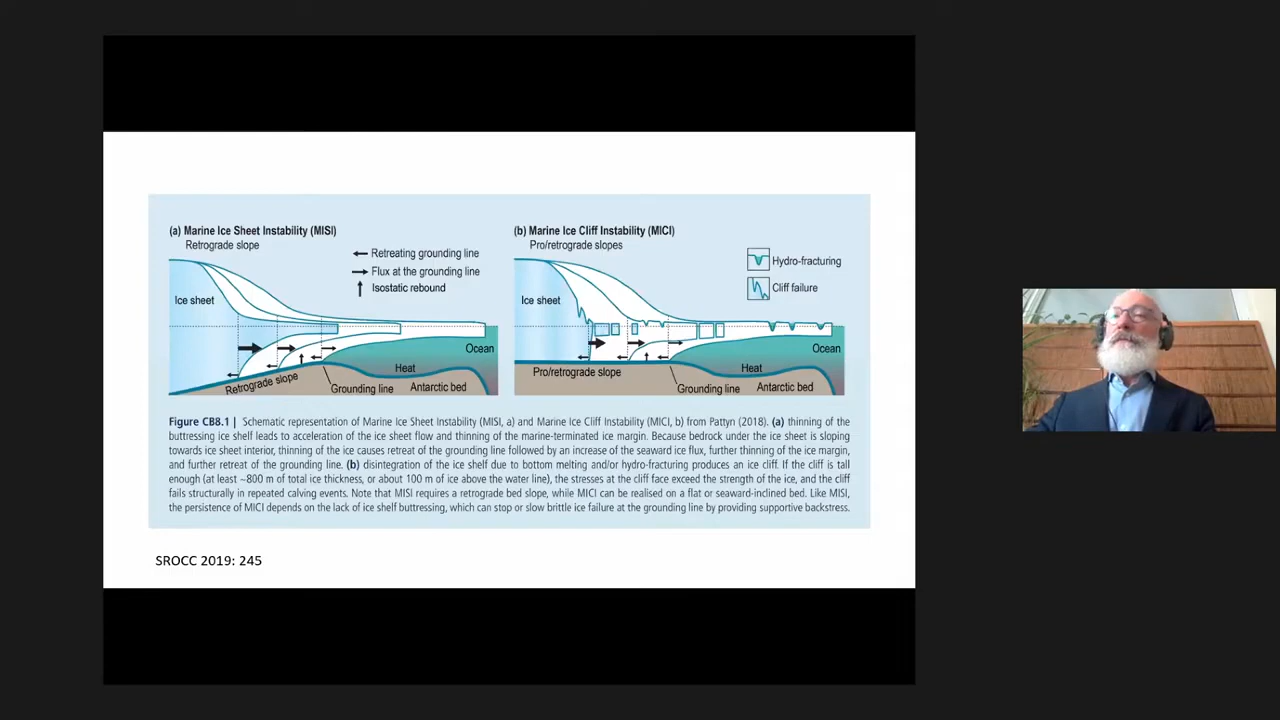 (a) Marine Ice Sheet Instability (MISI)
Retrograde slope
Retreating grounding line
Flux at the grounding line
Isostatic rebound
Ice sheet
Ocean
Heat
Retrograde slope
Grounding line
Antarctic bed
(b) Marine Ice Cliff Instability (MICI)
Pro/retrograde slopes
Hydro-fracturing
Cliff failure
Ice sheet
Ocean
Heat
Pro/retrograde slope
Grounding line
Antarctic bed
Figure CB8.1 | Schematic representation of Marine Ice Sheet Instability (MISI, a) and Marine Ice Cliff Instability (MICI, b) from Pattyn (2018). (a) thinning of the
buttressing ice shelf leads to acceleration of the ice sheet flow and thinning of the marine-terminated ice margin. Because bedrock under the ice sheet is sloping
towards ice sheet interior, thinning of the ice causes retreat of the grounding line followed by an increase of the seaward ice flux, further thinning of the ice margin,
and further retreat of the grounding line. (b) disintegration of the ice shelf due to bottom melting and/or hydro-fracturing produces an ice cliff. If the cliff is tall
enough (at least ~800 m of total ice thickness, or about 100 m of ice above the water line), the stresses at the cliff face exceed the strength of the ice, and the cliff
fails structurally in repeated calving events. Note that MISI requires a retrograde bed slope, while MICI can be realised on a flat or seaward-inclined bed. Like MISI,
the persistence of MICI depends on the lack of ice shelf buttressing, which can stop or slow brittle ice failure at the grounding line by providing supportive backstress.
SROCC 2019: 245